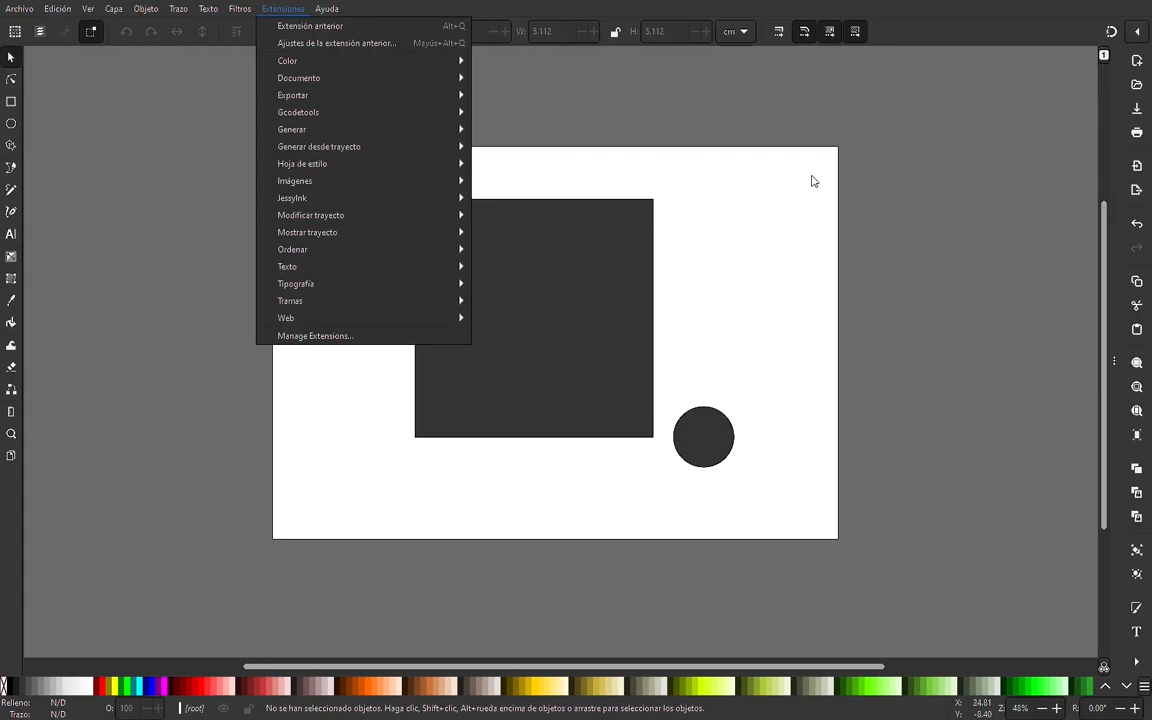 Archivo Edición Ver Capa Objeto Trazo Texto Filtros Extensiones Ayuda
W: 5.112 H: 5.112 cm
Extensión anterior Alt+Q
Ajustes de la extensión anterior... Mayús+Alt+Q
Color
Documento
Exportar
Gcodetools
Generar
Generar desde trayecto
Hoja de estilo
Imágenes
JessyInk
Modificar trayecto
Mostrar trayecto
Ordenar
Texto
Tipografía
Tramas
Web
Manage Extensions...
1
Relleno: N/D
Trazo: N/D
O: 100
[root]
No se han seleccionado objetos. Haga clic, Shift+clic, Alt+rueda encima de objetos o arrastre para seleccionar los objetos.
X: 24.81
Y: -8.40
Z: 48%
R: 0.00°